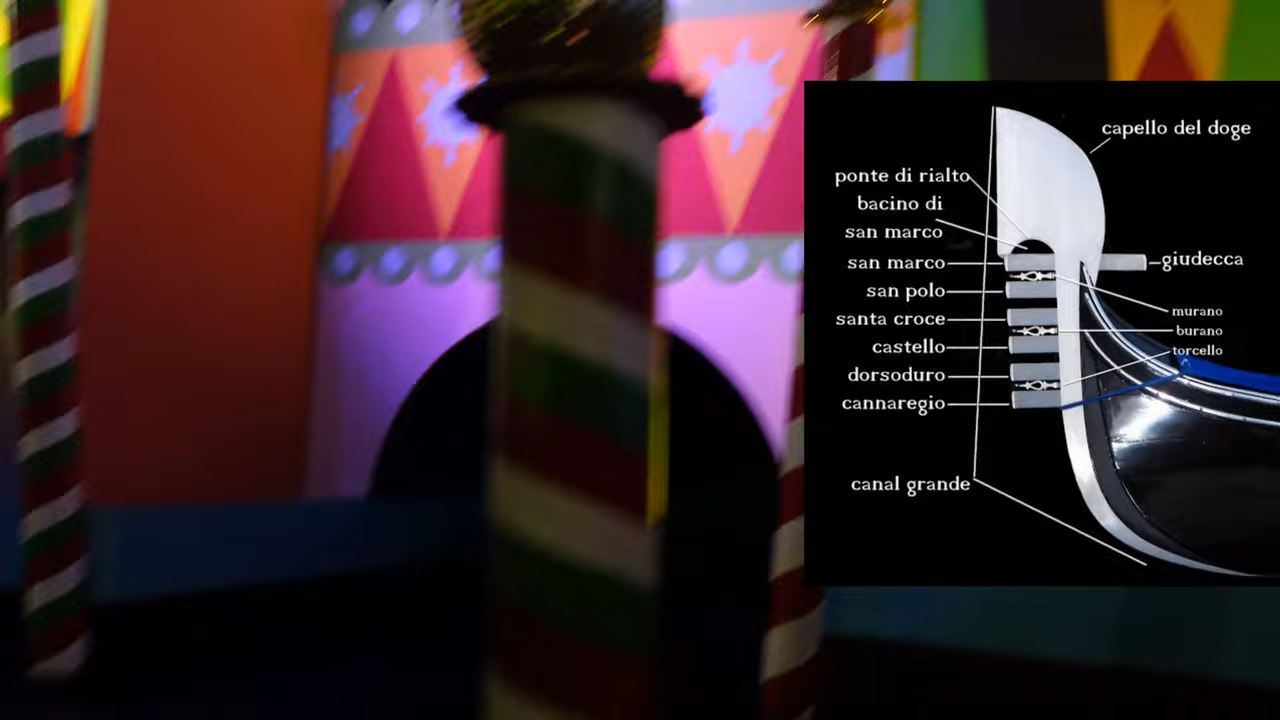 capello del doge
ponte di rialto
bacino di
san marco
san marco
giudecca
san polo
murano
santa croce
burano
castello
torcello
dorsoduro
cannaregio
canal grande